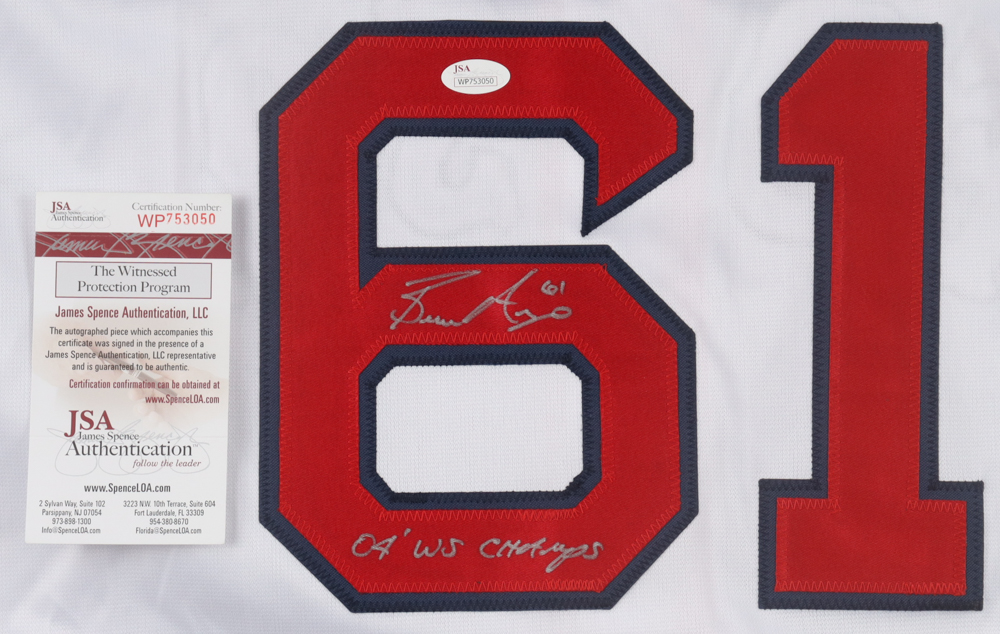 JSA
WP753050
61
Bronson Arroyo 61
04' WS CHAMPS
JSA
James Spence
Authentication
Certification Number:
WP753050
The Witnessed
Protection Program
James Spence Authentication, LLC
The autographed piece which accompanies this
certificate was signed in the presence of a
James Spence Authentication, LLC representative
and is guaranteed to be authentic.
Certification confirmation can be obtained at
www.SpenceLOA.com
JSA
James Spence
Authentication
follow the leader
www.SpenceLOA.com
2 Sylvan Way, Suite 102
Parsippany, NJ 07054
973-898-1300
Info@SpenceLOA.com
3223 N.W. 10th Terrace, Suite 604
Fort Lauderdale, FL 33309
954-380-8670
Florida@SpenceLOA.com